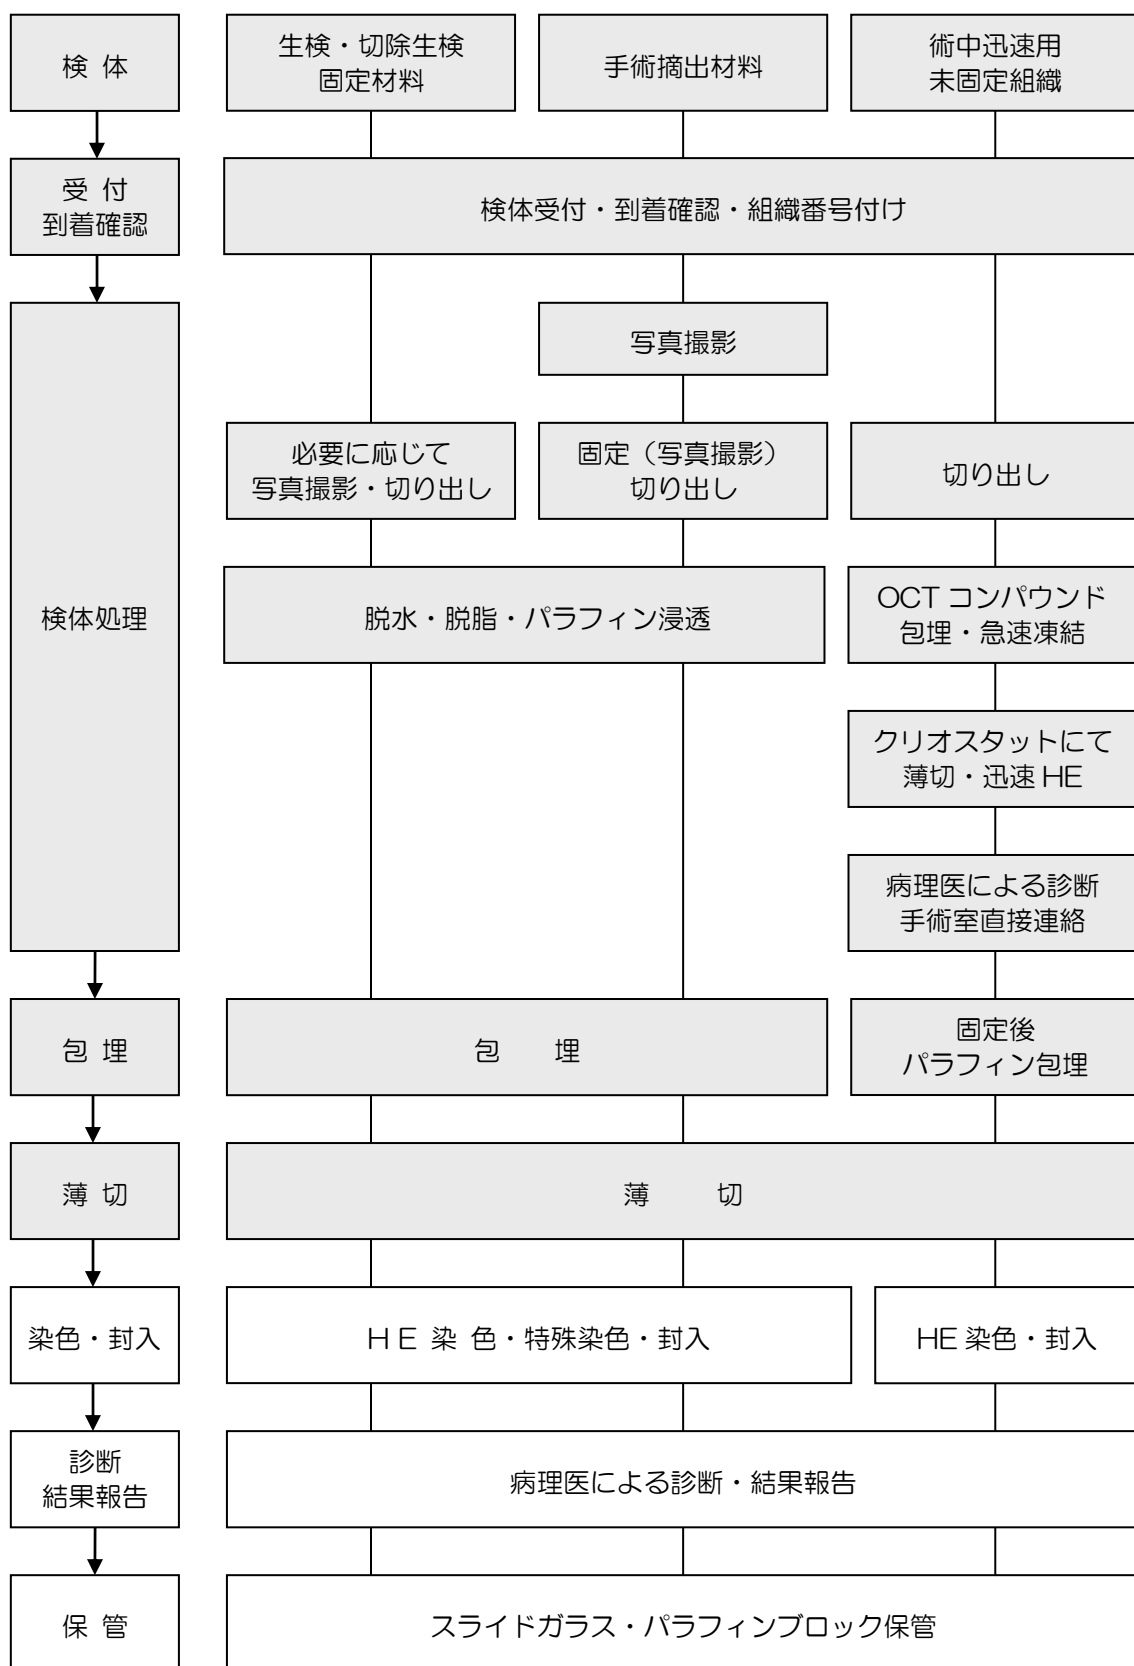 検 体
生検・切除生検
固定材料
手術摘出材料
術中迅速用
未固定組織
受 付
到着確認
検体受付・到着確認・組織番号付け
写真撮影
必要に応じて
写真撮影・切り出し
固定（写真撮影）
切り出し
切り出し
検体処理
脱水・脱脂・パラフィン浸透
OCT コンパウンド
包埋・急速凍結
クリオスタットにて
薄切・迅速 HE
病理医による診断
手術室直接連絡
包 埋
包 埋
固定後
パラフィン包埋
薄 切
薄 切
染色・封入
ＨＥ 染 色・特殊染色・封入
HE 染色・封入
診断
結果報告
病理医による診断・結果報告
保 管
スライドガラス・パラフィンブロック保管